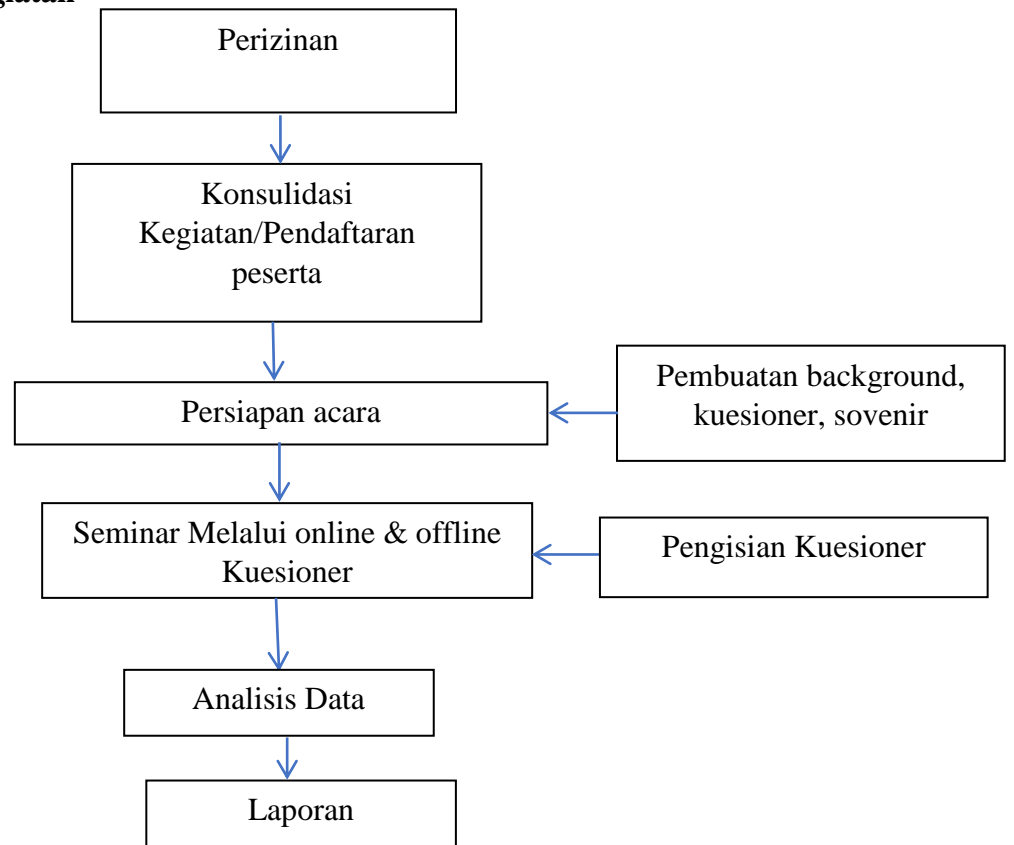 Perizinan
Konsulidasi
Kegiatan/Pendaftaran
peserta
Persiapan acara
Pembuatan background,
kuesioner, sovenir
Seminar Melalui online & offline
Kuesioner
Pengisian Kuesioner
Analisis Data
Laporan